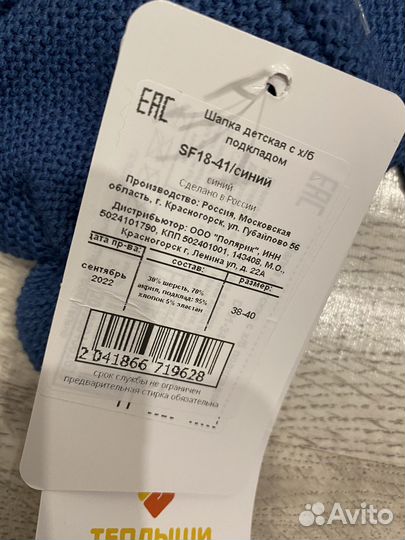 EAC
Шапка детская с х/б
подкладом
SF18-41/синий
синий
Сделано в России
Производство: Россия, Московская
область, г. Красногорск, ул. Губайлово 56
Дистрибьютор: ООО "Полярик", ИНН
5024101790, КПП 502401001, 143408, М.О.,
Красногорск г, Ленина ул, д. 22А
дата пр-ва:
состав:
размер:
сентябрь
2022
30% шерсть, 70%
акрил, подклад: 95%
хлопок 5% эластан
38-40
2 041866 719628
срок службы не ограничен
предварительная стирка обязательна
ТЕПЛЫШИ
Avito